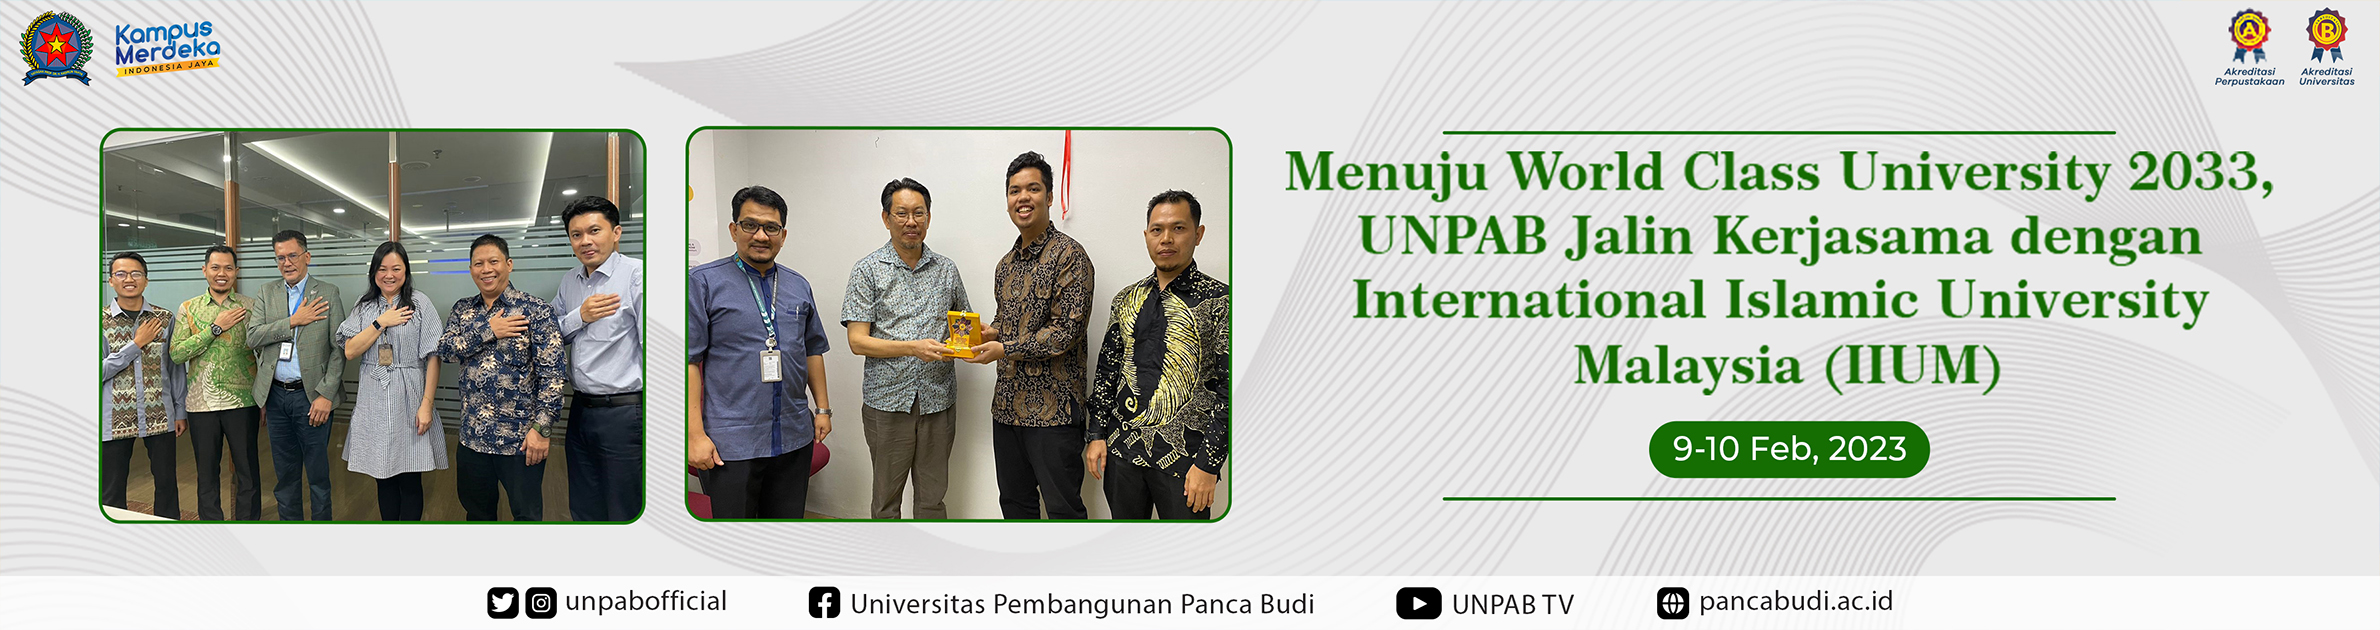 Kampus
Merdeka
INDONESIA JAYA
A
B
Akreditasi
Perpustakaan
Akreditasi
Universitas
Menuju World Class University 2033,
UNPAB Jalin Kerjasama dengan
International Islamic University
Malaysia (IIUM)
9-10 Feb, 2023
unpabofficial
Universitas Pembangunan Panca Budi
UNPAB TV
pancabudi.ac.id